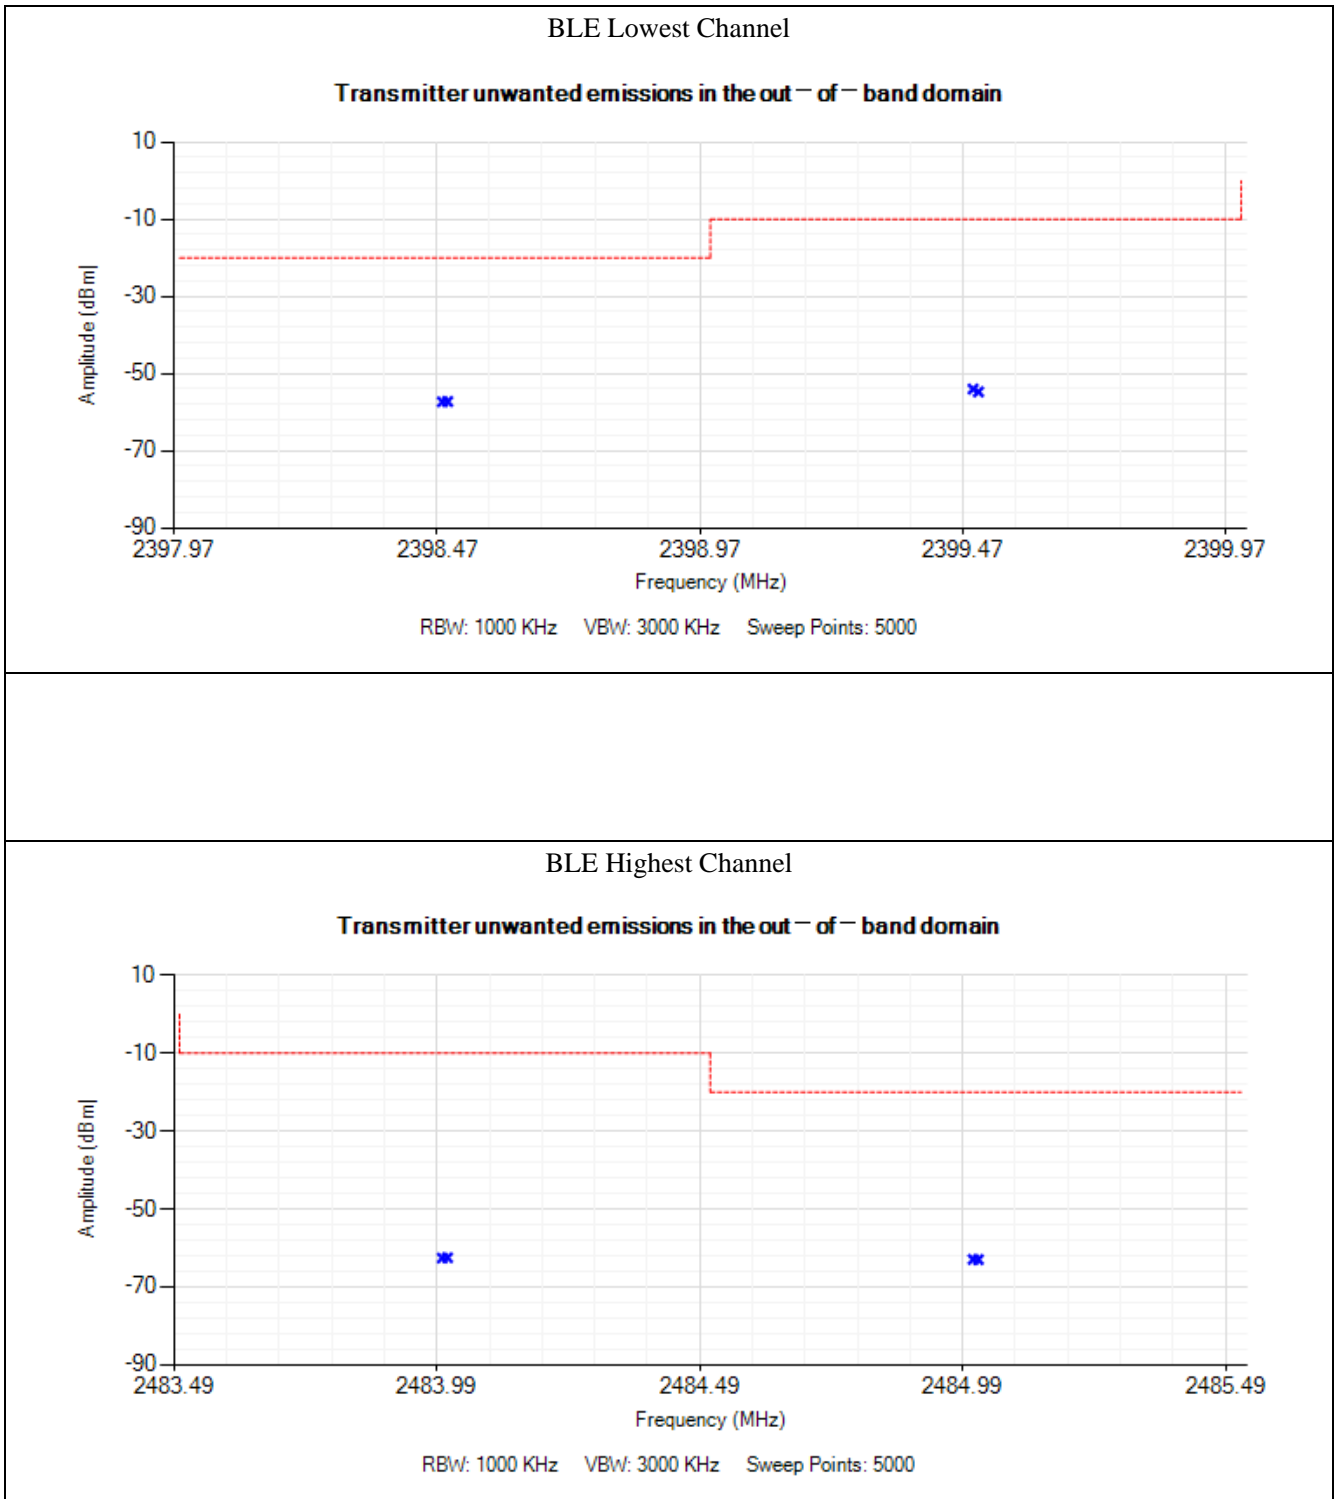 BLE Lowest Channel
Transmitter unwanted emissions in the out - of - band domain
10
-10
-30
-50
-70
-90
Amplitude [dBm]
2397.97 2398.47 2398.97 2399.47 2399.97
Frequency (MHz)
RBW: 1000 KHz VBW: 3000 KHz Sweep Points: 5000
BLE Highest Channel
Transmitter unwanted emissions in the out - of - band domain
10
-10
-30
-50
-70
-90
Amplitude [dBm]
2483.49 2483.99 2484.49 2484.99 2485.49
Frequency (MHz)
RBW: 1000 KHz VBW: 3000 KHz Sweep Points: 5000